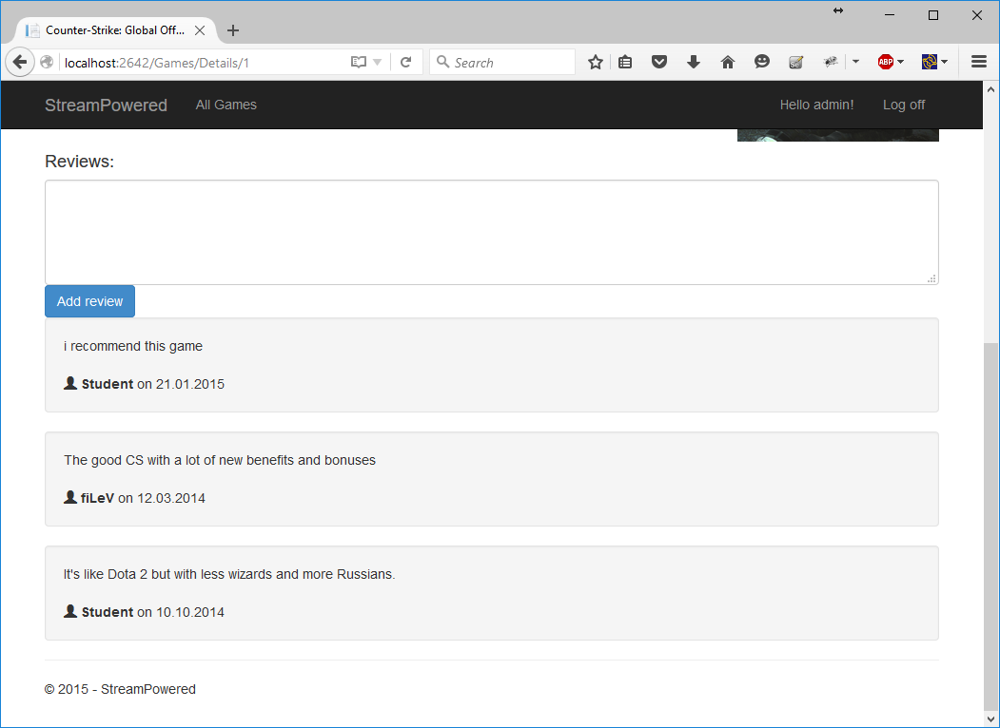 Counter-Strike: Global Off...
localhost:2642/Games/Details/1
Search
ABP
StreamPowered All Games Hello admin! Log off
Reviews:
Add review
i recommend this game
Student on 21.01.2015
The good CS with a lot of new benefits and bonuses
fiLeV on 12.03.2014
It's like Dota 2 but with less wizards and more Russians.
Student on 10.10.2014
© 2015 - StreamPowered